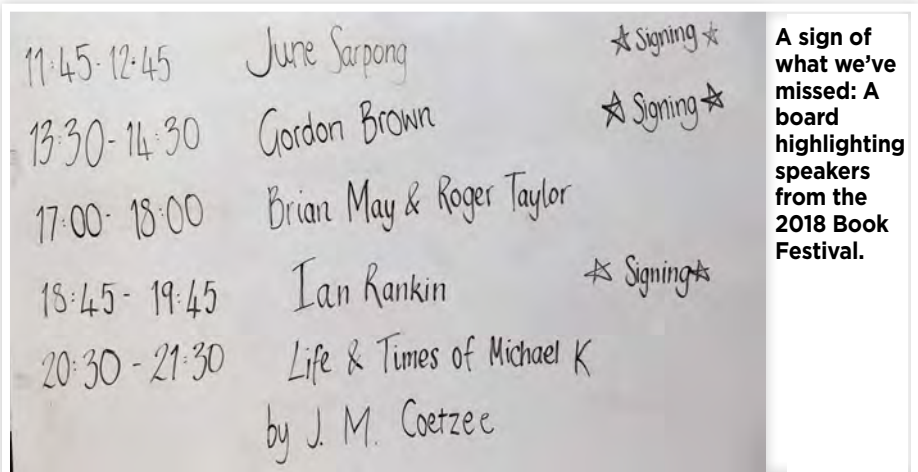 11:45-12:45 June Sarpong ☆ Signing ☆
13:30-14:30 Gordon Brown ☆ Signing ☆
17:00-18:00 Brian May & Roger Taylor
18:45-19:45 Ian Rankin ☆ Signing ☆
20:30-21:30 Life & Times of Michael K
by J. M. Coetzee
A sign of
what we’ve
missed: A
board
highlighting
speakers
from the
2018 Book
Festival.